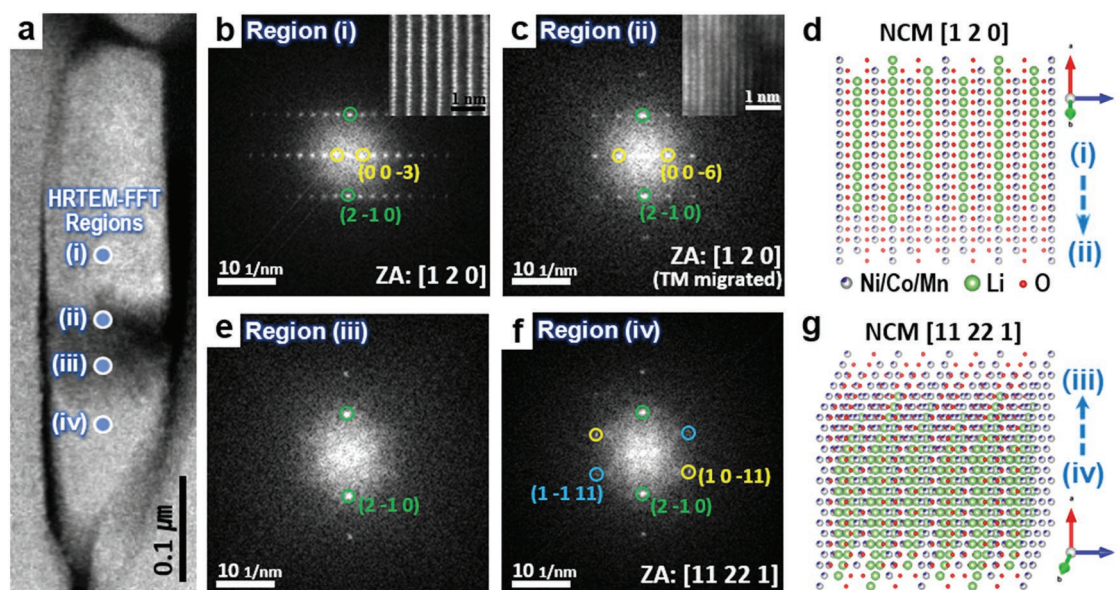 a
HRTEM-FFT
Regions
(i)
(ii)
(iii)
(iv)
0.1 μm
b Region (i)
1 nm
(0 0 -3)
(2 -1 0)
10 1/nm
ZA: [1 2 0]
c Region (ii)
1 nm
(0 0 -6)
(2 -1 0)
10 1/nm
ZA: [1 2 0]
(TM migrated)
d NCM [1 2 0]
a
b
(i)
(ii)
Ni/Co/Mn Li O
e Region (iii)
(2 -1 0)
10 1/nm
f Region (iv)
(1 0 -11)
(1 -1 11)
(2 -1 0)
10 1/nm
ZA: [11 22 1]
g NCM [11 22 1]
(iii)
(iv)
a
b